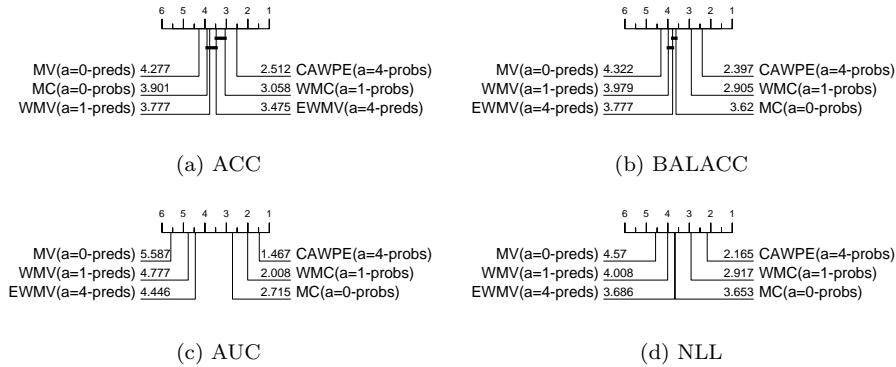 6 5 4 3 2 1
MV(a=0-preds) 4.277 2.512 CAWPE(a=4-probs)
MC(a=0-probs) 3.901 3.058 WMC(a=1-probs)
WMV(a=1-preds) 3.777 3.475 EWMV(a=4-preds)
(a) ACC
6 5 4 3 2 1
MV(a=0-preds) 4.322 2.397 CAWPE(a=4-probs)
WMV(a=1-preds) 3.979 2.905 WMC(a=1-probs)
EWMV(a=4-preds) 3.777 3.62 MC(a=0-probs)
(b) BALACC
6 5 4 3 2 1
MV(a=0-preds) 5.587 1.467 CAWPE(a=4-probs)
WMV(a=1-preds) 4.777 2.008 WMC(a=1-probs)
EWMV(a=4-preds) 4.446 2.715 MC(a=0-probs)
(c) AUC
6 5 4 3 2 1
MV(a=0-preds) 4.57 2.165 CAWPE(a=4-probs)
WMV(a=1-preds) 4.008 2.917 WMC(a=1-probs)
EWMV(a=4-preds) 3.686 3.653 MC(a=0-probs)
(d) NLL